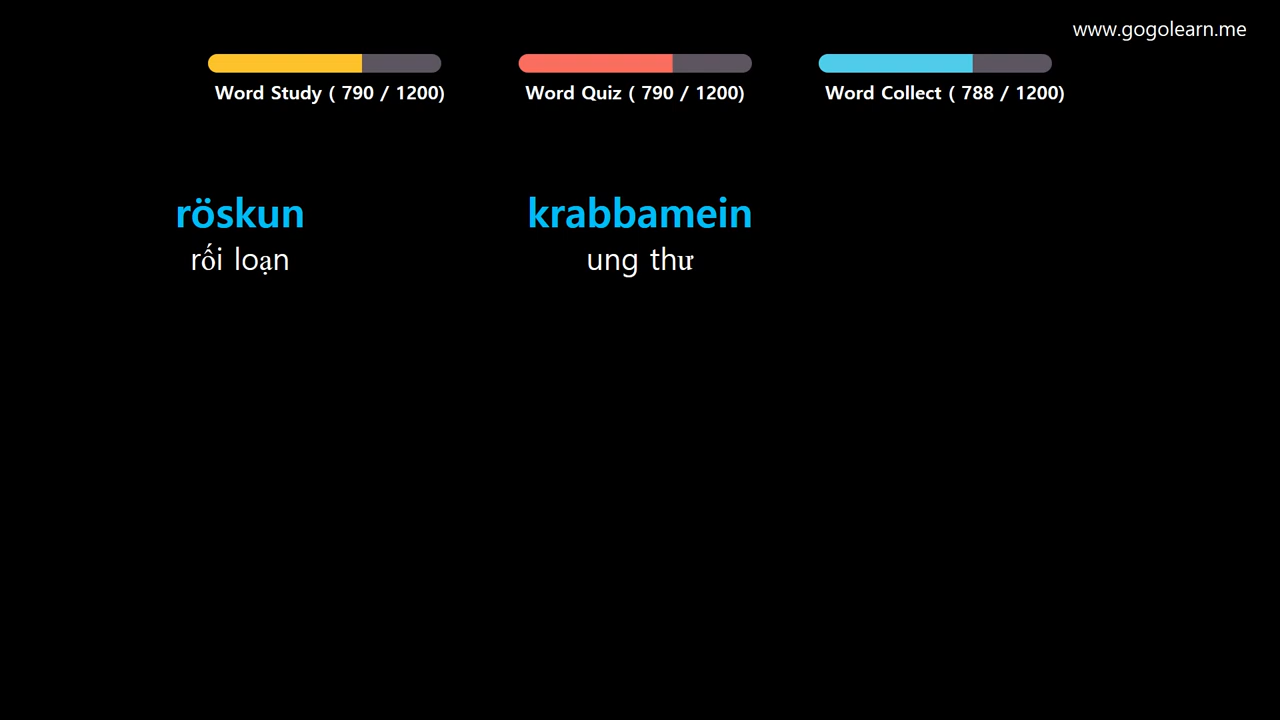 www.gogolearn.me
Word Study ( 790 / 1200)
Word Quiz ( 790 / 1200)
Word Collect ( 788 / 1200)
röskun
rối loạn
krabbamein
ung thư